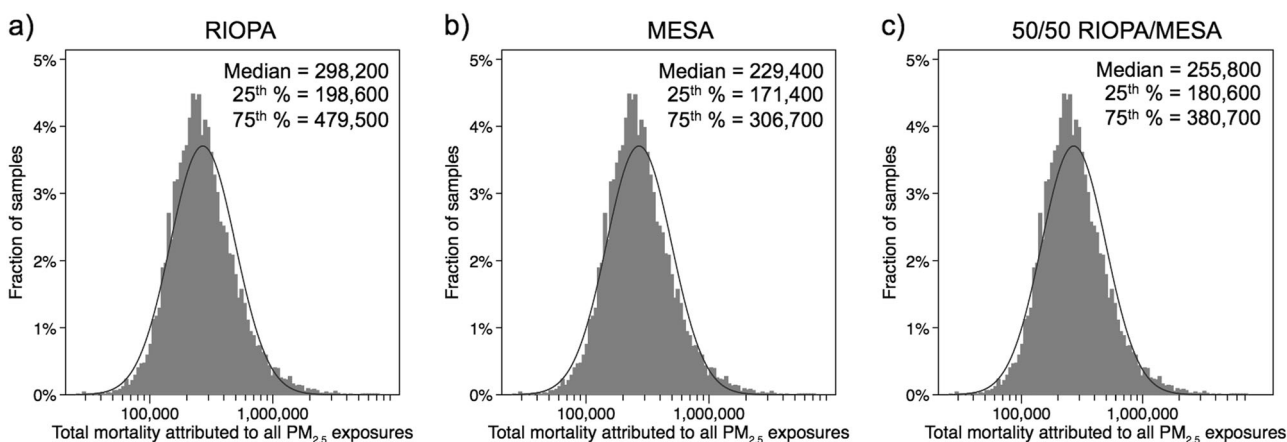 a) RIOPA
5%
4%
3%
2%
1%
0%
Fraction of samples
Median = 298,200
25th % = 198,600
75th % = 479,500
100,000 1,000,000
Total mortality attributed to all PM2.5 exposures
b) MESA
5%
4%
3%
2%
1%
0%
Fraction of samples
Median = 229,400
25th % = 171,400
75th % = 306,700
100,000 1,000,000
Total mortality attributed to all PM2.5 exposures
c) 50/50 RIOPA/MESA
5%
4%
3%
2%
1%
0%
Fraction of samples
Median = 255,800
25th % = 180,600
75th % = 380,700
100,000 1,000,000
Total mortality attributed to all PM2.5 exposures